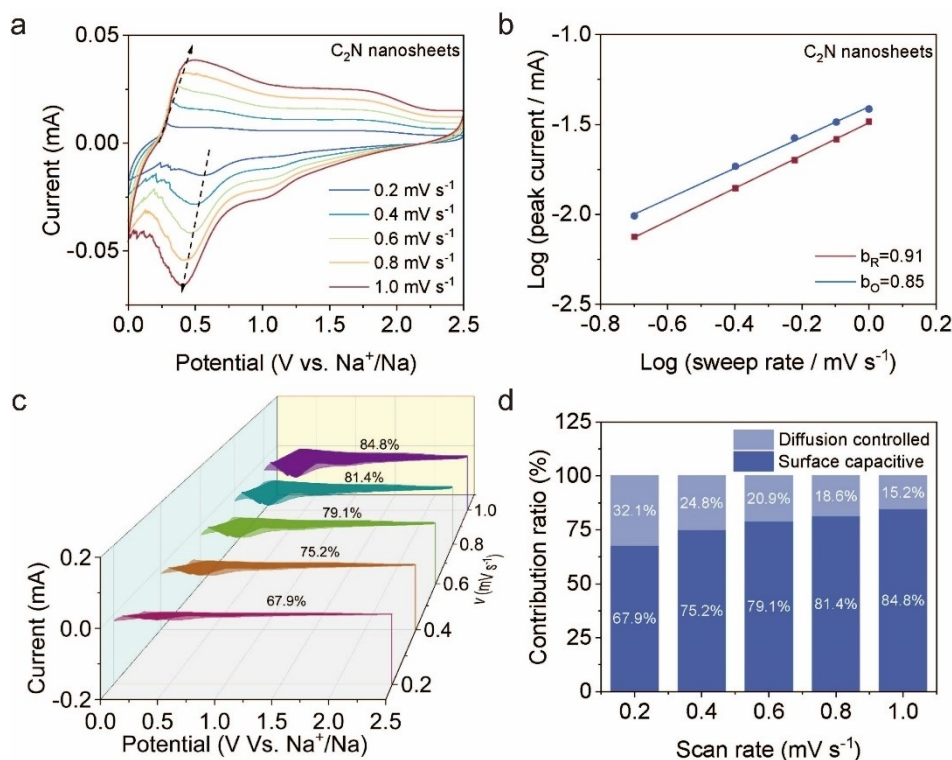 a
C₂N nanosheets
0.05
0.00
-0.05
Current (mA)
0.2 mV s⁻¹
0.4 mV s⁻¹
0.6 mV s⁻¹
0.8 mV s⁻¹
1.0 mV s⁻¹
0.0 0.5 1.0 1.5 2.0 2.5
Potential (V vs. Na⁺/Na)
b
C₂N nanosheets
-1.0
-1.5
-2.0
-2.5
Log (peak current / mA)
b_R=0.91
b_O=0.85
-0.8 -0.6 -0.4 -0.2 0.0 0.2
Log (sweep rate / mV s⁻¹)
c
84.8%
81.4%
79.1%
75.2%
67.9%
0.2
0.0
-0.2
Current (mA)
0.0 0.5 1.0 1.5 2.0 2.5
Potential (V Vs. Na⁺/Na)
1.0
0.8
0.6
0.4
0.2
v (mV s⁻¹)
d
125
100
75
50
25
0
Contribution ratio (%)
Diffusion controlled
Surface capacitive
32.1% 24.8% 20.9% 18.6% 15.2%
67.9% 75.2% 79.1% 81.4% 84.8%
0.2 0.4 0.6 0.8 1.0
Scan rate (mV s⁻¹)